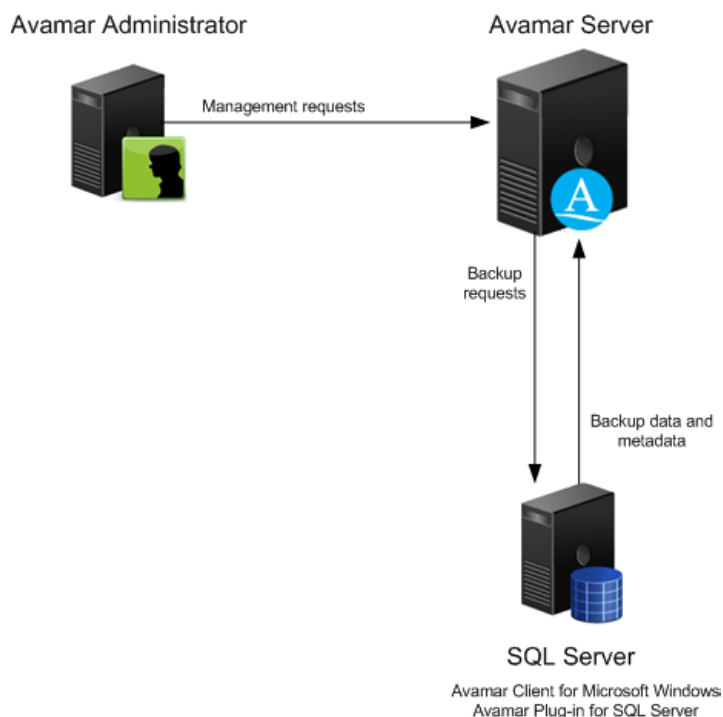 Avamar Administrator
Avamar Server
Management requests
A
Backup
requests
Backup data and
metadata
SQL Server
Avamar Client for Microsoft Windows
Avamar Plug-in for SQL Server